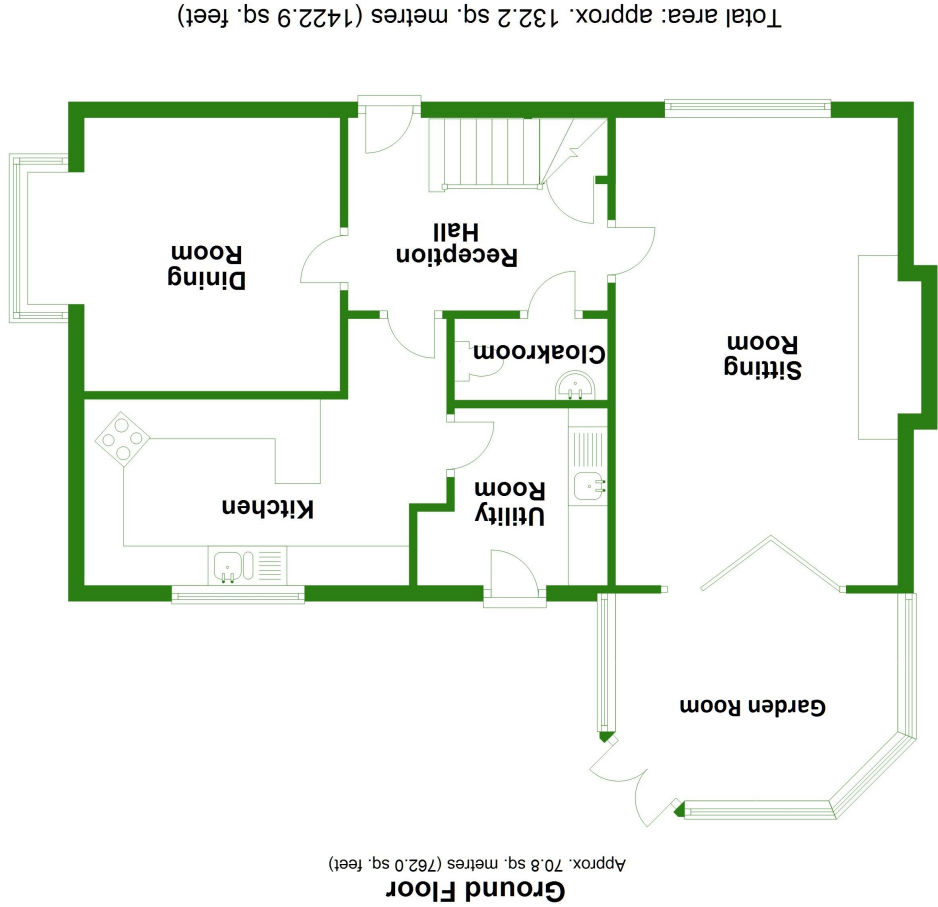 Ground Floor
Approx. 70.8 sq. metres (762.0 sq. feet)
Garden Room
Utility
Room
Kitchen
Sitting
Room
Cloakroom
Dining
Room
Reception
Hall
Total area: approx. 132.2 sq. metres (1422.9 sq. feet)